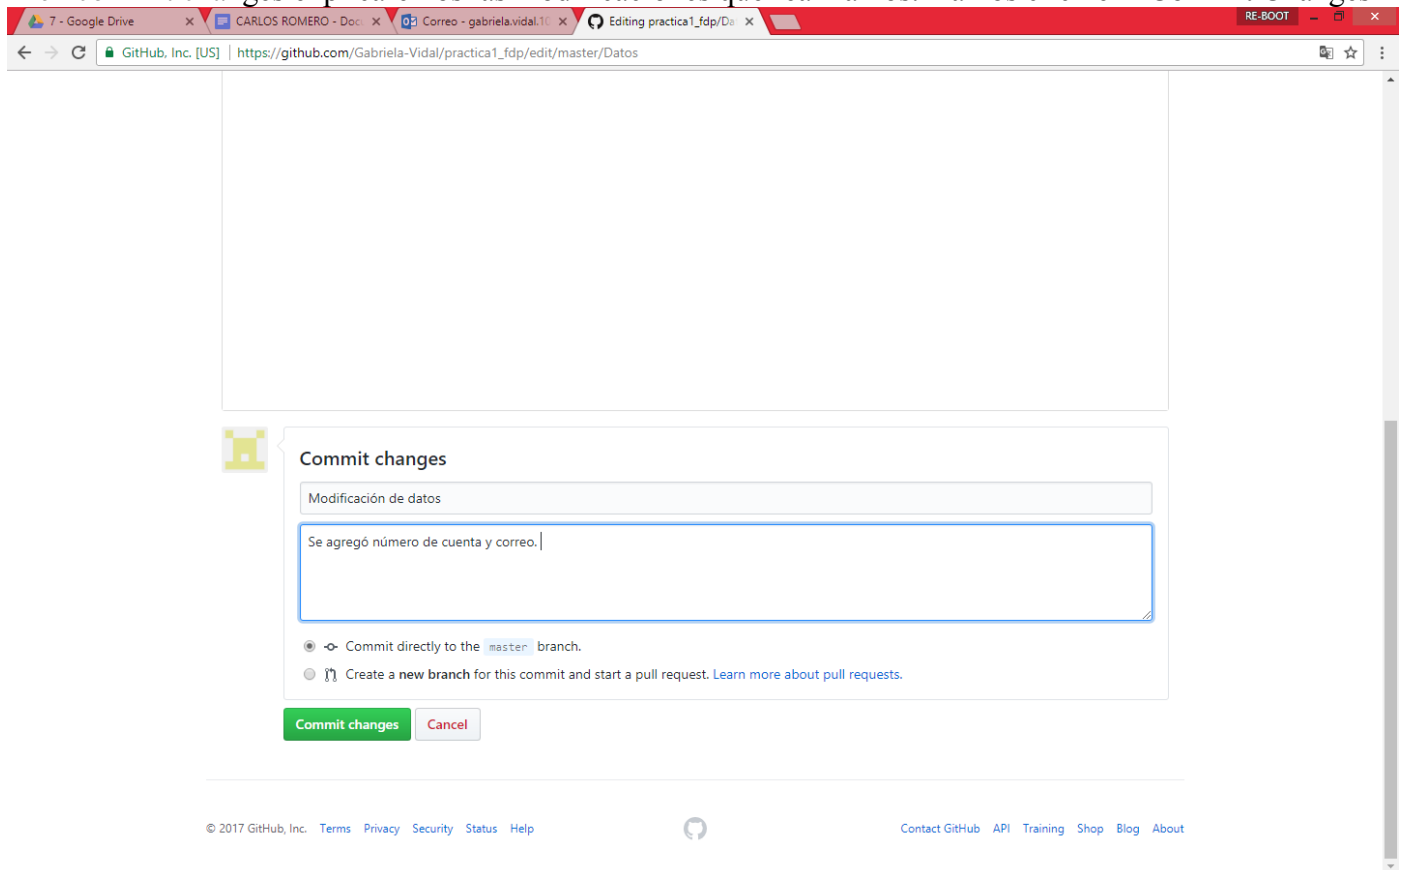 7 - Google Drive
CARLOS ROMERO - Doc
Correo - gabriela.vidal.10
Editing practica1_fdp/Da
RE-BOOT
GitHub, Inc. [US] | https://github.com/Gabriela-Vidal/practica1_fdp/edit/master/Datos
Commit changes
Modificación de datos
Se agregó número de cuenta y correo.
Commit directly to the master branch.
Create a new branch for this commit and start a pull request. Learn more about pull requests.
Commit changes Cancel
© 2017 GitHub, Inc. Terms Privacy Security Status Help
Contact GitHub API Training Shop Blog About